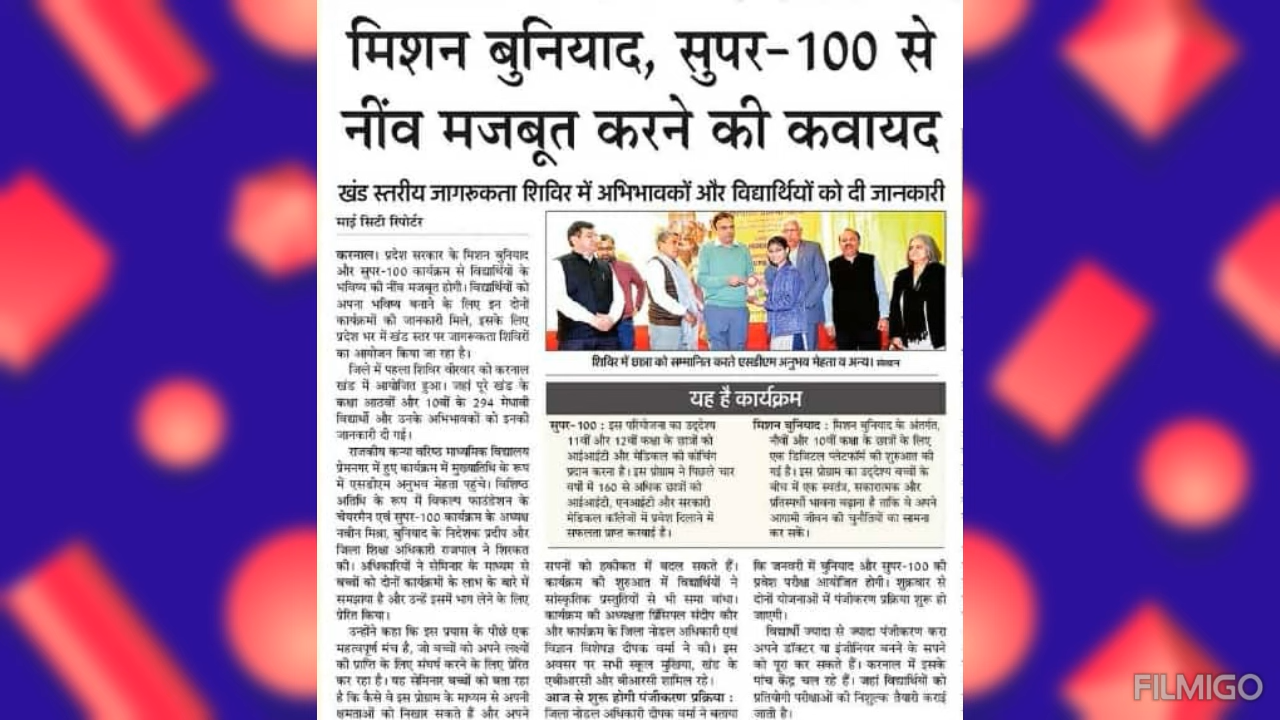 मिशन बुनियाद, सुपर-100 से
नींव मजबूत करने की कवायद
खंड स्तरीय जागरूकता शिविर में अभिभावकों और विद्यार्थियों को दी जानकारी
माई सिटी रिपोर्टर
करनाल। प्रदेश सरकार के मिशन बुनियाद
और सुपर-100 कार्यक्रम से विद्यार्थियों के
भविष्य की नींव मजबूत होगी। विद्यार्थियों को
अपना भविष्य बनाने के लिए इन दोनों
कार्यक्रमों की जानकारी मिले, इसके लिए
प्रदेश भर में खंड स्तर पर जागरूकता शिविरों
का आयोजन किया जा रहा है।
जिले में पहला शिविर वीरवार को करनाल
खंड में आयोजित हुआ। जहां पूरे खंड के
कक्षा आठवीं और 10वीं के 294 मेधावी
विद्यार्थी और उनके अभिभावकों को इनकी
जानकारी दी गई।
राजकीय कन्या वरिष्ठ माध्यमिक विद्यालय
प्रेमनगर में हुए कार्यक्रम में मुख्यातिथि के रूप
में एसडीएम अनुभव मेहता पहुंचे। विशिष्ठ
अतिथि के रूप में विकल्प फाउंडेशन के
चेयरमैन एवं सुपर-100 कार्यक्रम के अध्यक्ष
नवीन मिश्रा, बुनियाद के निदेशक प्रदीप और
जिला शिक्षा अधिकारी राजपाल ने शिरकत
की। अधिकारियों ने सेमिनार के माध्यम से
बच्चों को दोनों कार्यक्रमों के लाभ के बारे में
समझाया है और उन्हें इसमें भाग लेने के लिए
प्रेरित किया।
उन्होंने कहा कि इस प्रयास के पीछे एक
महत्वपूर्ण मंच है, जो बच्चों को अपने लक्ष्यों
की प्राप्ति के लिए संघर्ष करने के लिए प्रेरित
कर रहा है। यह सेमिनार बच्चों को बता रहा
है कि कैसे वे इस प्रोग्राम के माध्यम से अपनी
क्षमताओं को निखार सकते हैं और अपने
शिविर में छात्रा को सम्मानित करते एसडीएम अनुभव मेहता व अन्य। संस्थान
यह है कार्यक्रम
सुपर-100 : इस परियोजना का उद्देश्य
11वीं और 12वीं कक्षा के छात्रों को
आईआईटी और मेडिकल की कोचिंग
प्रदान करना है। इस प्रोग्राम ने पिछले चार
वर्षों में 160 से अधिक छात्रों को
आईआईटी, एनआईटी और सरकारी
मेडिकल कॉलेजों में प्रवेश दिलाने में
सफलता प्राप्त करवाई है।
मिशन बुनियाद : मिशन बुनियाद के अंतर्गत,
नौवीं और 10वीं कक्षा के छात्रों के लिए
एक डिजिटल प्लेटफॉर्म की शुरुआत की
गई है। इस प्रोग्राम का उद्देश्य बच्चों के
बीच में एक स्वतंत्र, सकारात्मक और
प्रतिस्पर्धी भावना बढ़ाना है ताकि वे अपने
आगामी जीवन की चुनौतियों का सामना
कर सकें।
सपनों को हकीकत में बदल सकते हैं।
कार्यक्रम की शुरुआत में विद्यार्थियों ने
सांस्कृतिक प्रस्तुतियों से भी समा बांधा।
कार्यक्रम की अध्यक्षता प्रिंसिपल संदीप कौर
और कार्यक्रम के जिला नोडल अधिकारी एवं
विज्ञान विशेषज्ञ दीपक वर्मा ने की। इस
अवसर पर सभी स्कूल मुखिया, खंड के
एबीआरसी और बीआरसी शामिल रहे।
आज से शुरू होगी पंजीकरण प्रक्रिया :
जिला नोडल अधिकारी दीपक वर्मा ने बताया
कि जनवरी में बुनियाद और सुपर-100 की
प्रवेश परीक्षा आयोजित होगी। शुक्रवार से
दोनों योजनाओं में पंजीकरण प्रक्रिया शुरू हो
जाएगी।
विद्यार्थी ज्यादा से ज्यादा पंजीकरण करा
अपने डॉक्टर या इंजीनियर बनने के सपने
को पूरा कर सकते हैं। करनाल में इसके
पांच केंद्र चल रहे हैं। जहां विद्यार्थियों को
प्रतियोगी परीक्षाओं की निशुल्क तैयारी कराई
जाती है।
FILMIGO